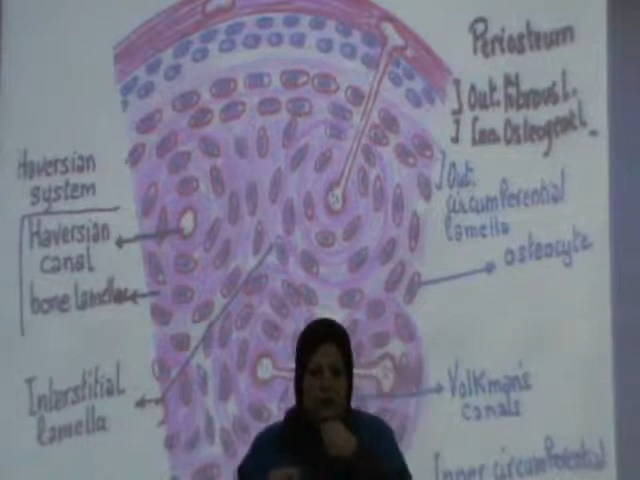 Periosteum
] Out. Fibrous l.
] Inn. Osteogenic l.
] Out.
circumferential
lamella
osteocyte
Volkman's
canals
Inner circumferential
Haversian
system
Haversian
canal
bone lamellae
Interstitial
lamella